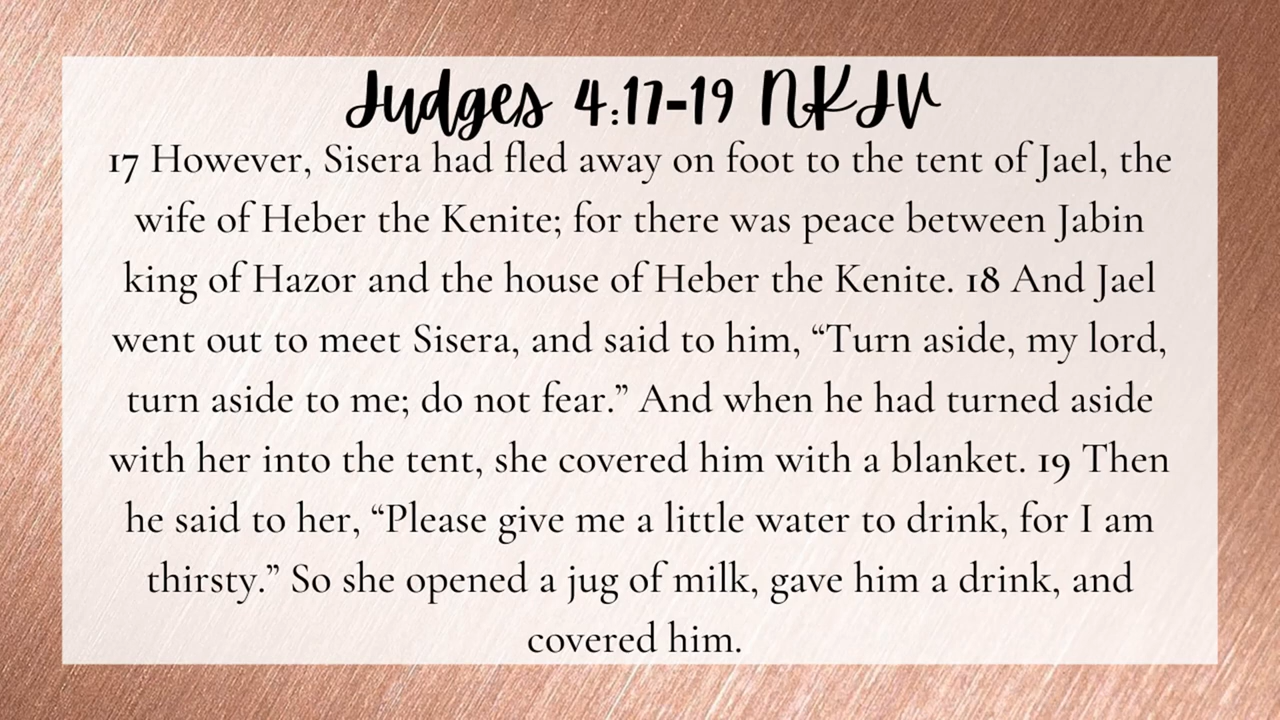 Judges 4:17-19 NKJV
17 However, Sisera had fled away on foot to the tent of Jael, the
wife of Heber the Kenite; for there was peace between Jabin
king of Hazor and the house of Heber the Kenite. 18 And Jael
went out to meet Sisera, and said to him, “Turn aside, my lord,
turn aside to me; do not fear.” And when he had turned aside
with her into the tent, she covered him with a blanket. 19 Then
he said to her, “Please give me a little water to drink, for I am
thirsty.” So she opened a jug of milk, gave him a drink, and
covered him.